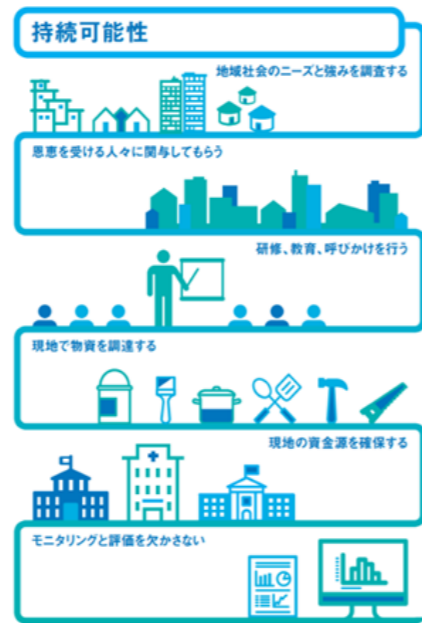 持続可能性
地域社会のニーズと強みを調査する
恩恵を受ける人々に関与してもらう
研修、教育、呼びかけを行う
現地で物資を調達する
現地の資金源を確保する
モニタリングと評価を欠かさない